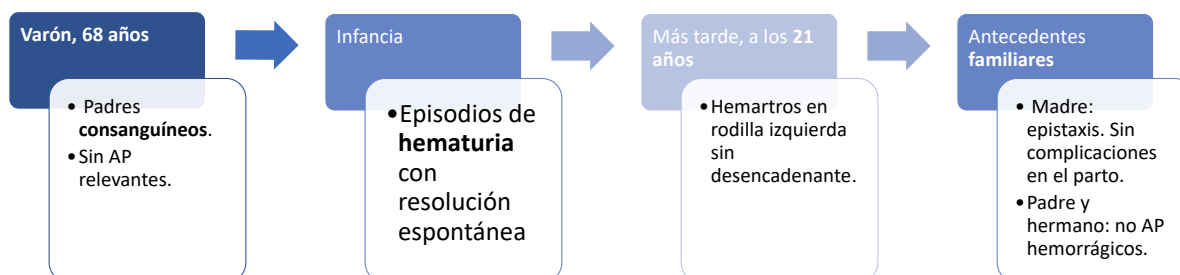 Varón, 68 años
• Padres
consanguíneos.
• Sin AP
relevantes.
Infancia
• Episodios de
hematuria
con
resolución
espontánea
Más tarde, a los 21
años
• Hemartros en
rodilla izquierda
sin
desencadenante.
Antecedentes
familiares
• Madre:
epistaxis. Sin
complicaciones
en el parto.
• Padre y
hermano: no AP
hemorrágicos.